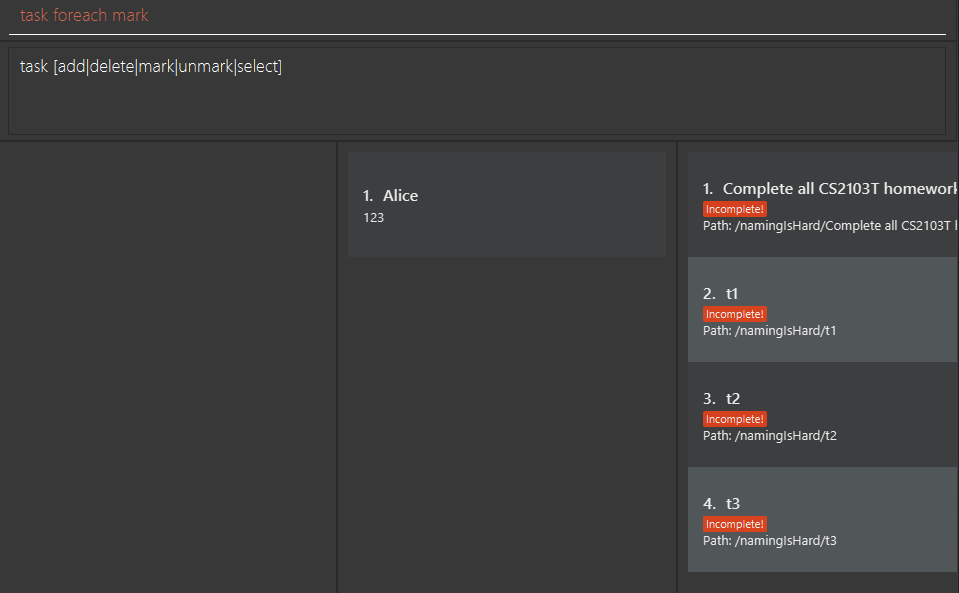 task foreach mark
task [add|delete|mark|unmark|select]
1. Alice
123
1. Complete all CS2103T homework
Incomplete!
Path: /namingIsHard/Complete all CS2103T
2. t1
Incomplete!
Path: /namingIsHard/t1
3. t2
Incomplete!
Path: /namingIsHard/t2
4. t3
Incomplete!
Path: /namingIsHard/t3